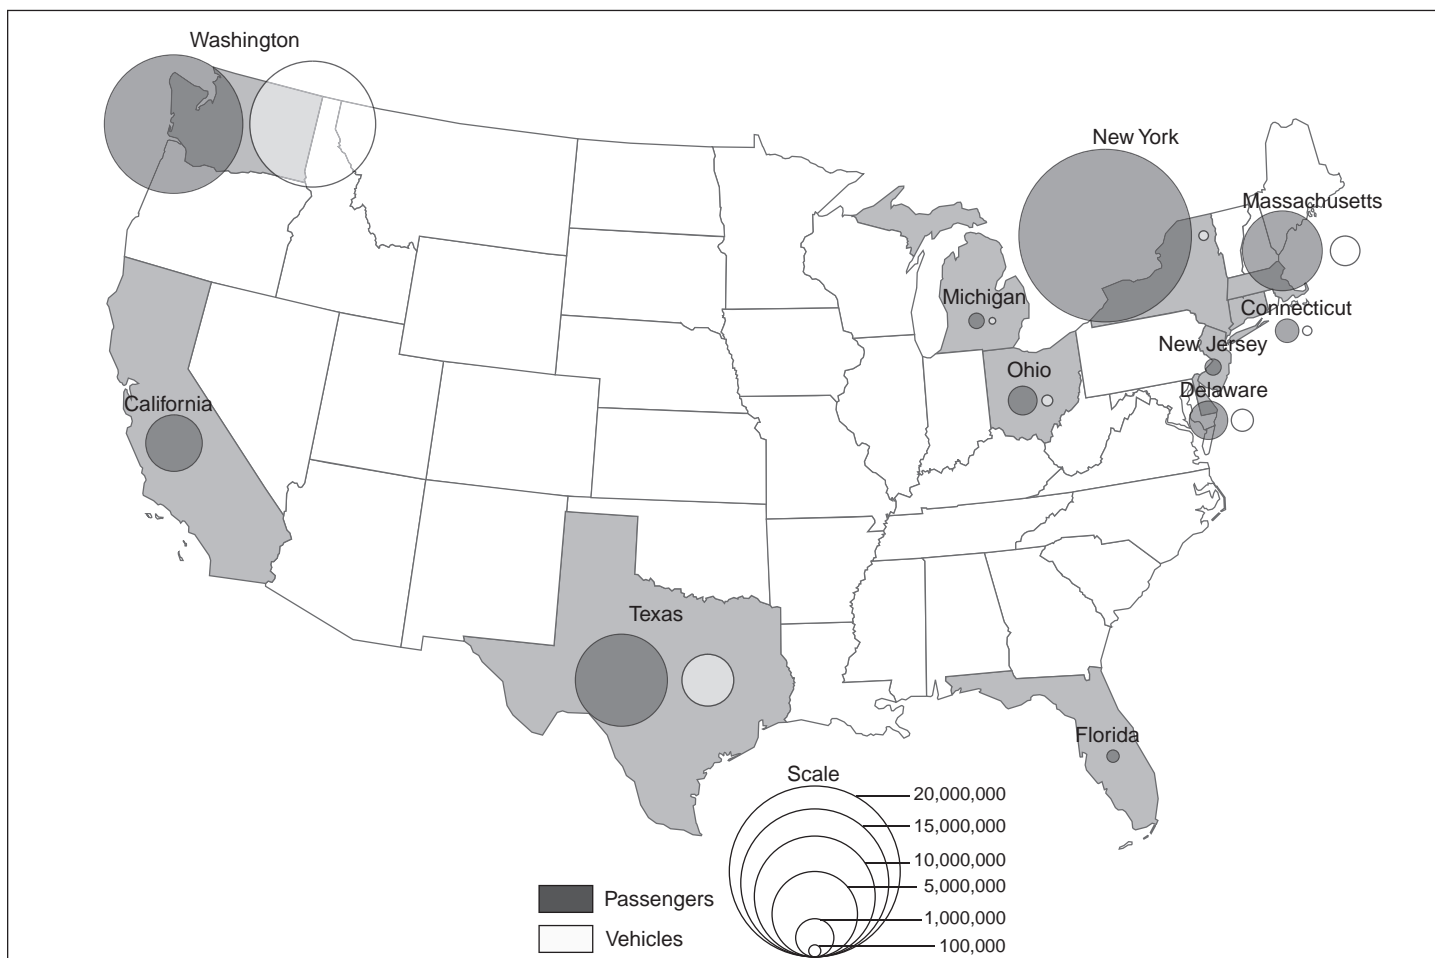 Washington
New York
Massachusetts
Michigan
Connecticut
New Jersey
Ohio
Delaware
California
Texas
Florida
Scale
20,000,000
15,000,000
10,000,000
5,000,000
1,000,000
100,000
Passengers
Vehicles